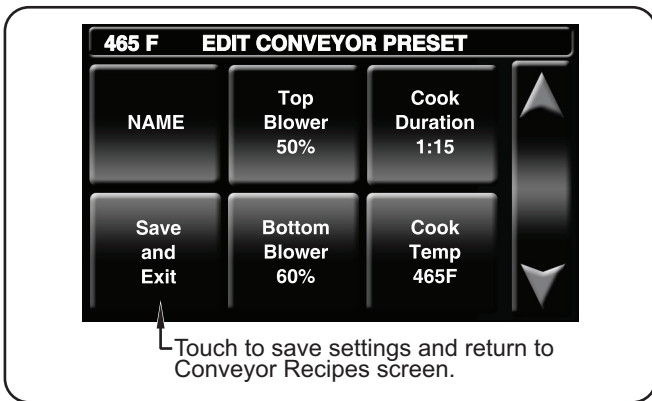 465 F EDIT CONVEYOR PRESET
NAME
Top
Blower
50%
Cook
Duration
1:15
Save
and
Exit
Bottom
Blower
60%
Cook
Temp
465F
Touch to save settings and return to
Conveyor Recipes screen.